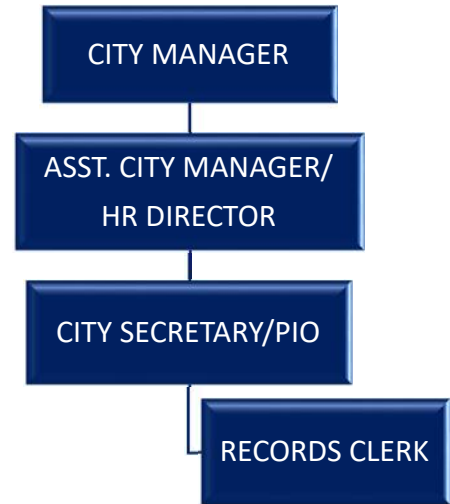 CITY MANAGER
ASST. CITY MANAGER/
HR DIRECTOR
CITY SECRETARY/PIO
RECORDS CLERK